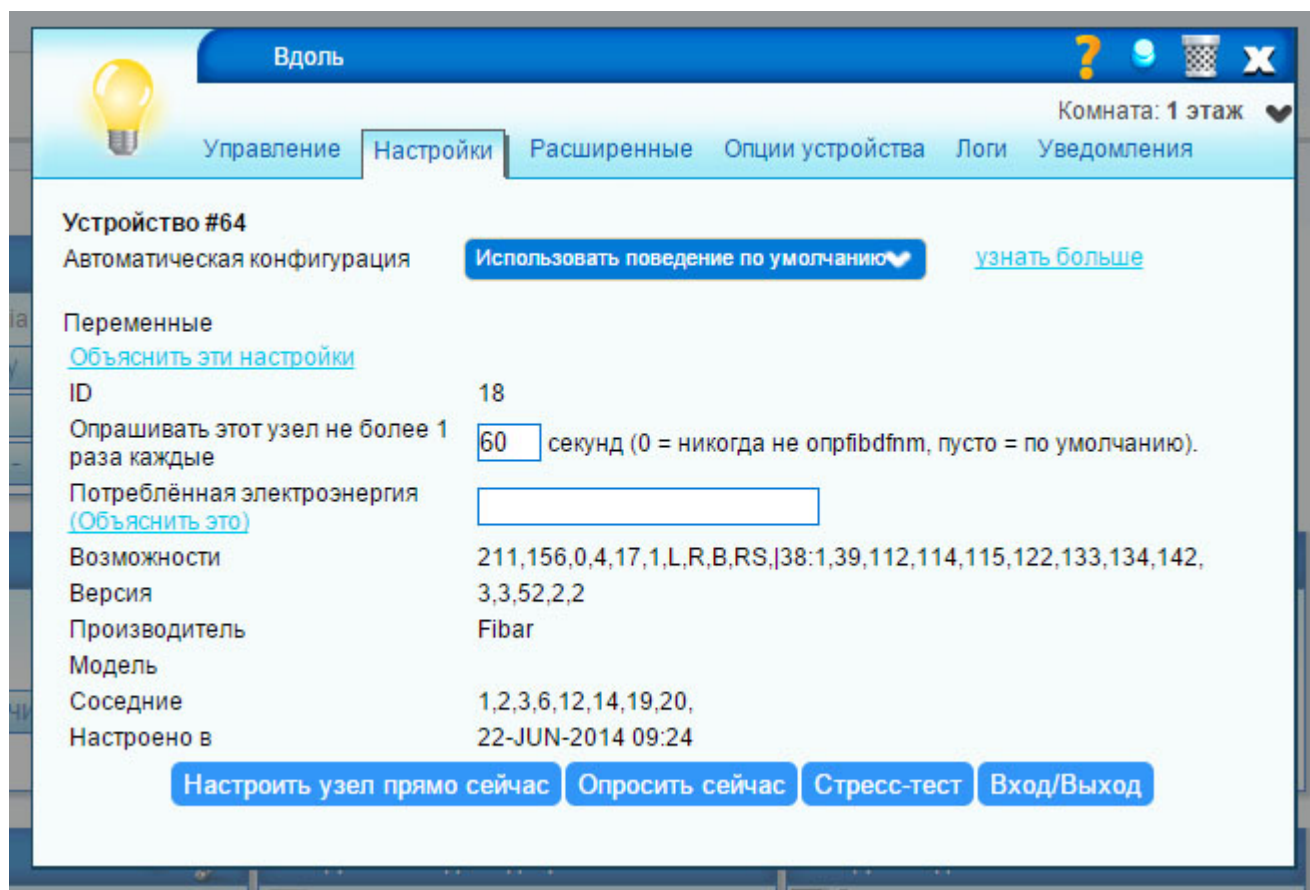 Вдоль
Комната: 1 этаж
Управление Настройки Расширенные Опции устройства Логи Уведомления
Устройство #64
Автоматическая конфигурация Использовать поведение по умолчанию узнать больше
Переменные
Объяснить эти настройки
ID 18
Опрашивать этот узел не более 1
раза каждые 60 секунд (0 = никогда не опрfibdfnm, пусто = по умолчанию).
Потреблённая электроэнергия
(Объяснить это)
Возможности 211,156,0,4,17,1,L,R,B,RS,|38:1,39,112,114,115,122,133,134,142,
Версия 3,3,52,2,2
Производитель Fibar
Модель
Соседние 1,2,3,6,12,14,19,20,
Настроено в 22-JUN-2014 09:24
Настроить узел прямо сейчас Опросить сейчас Стресс-тест Вход/Выход